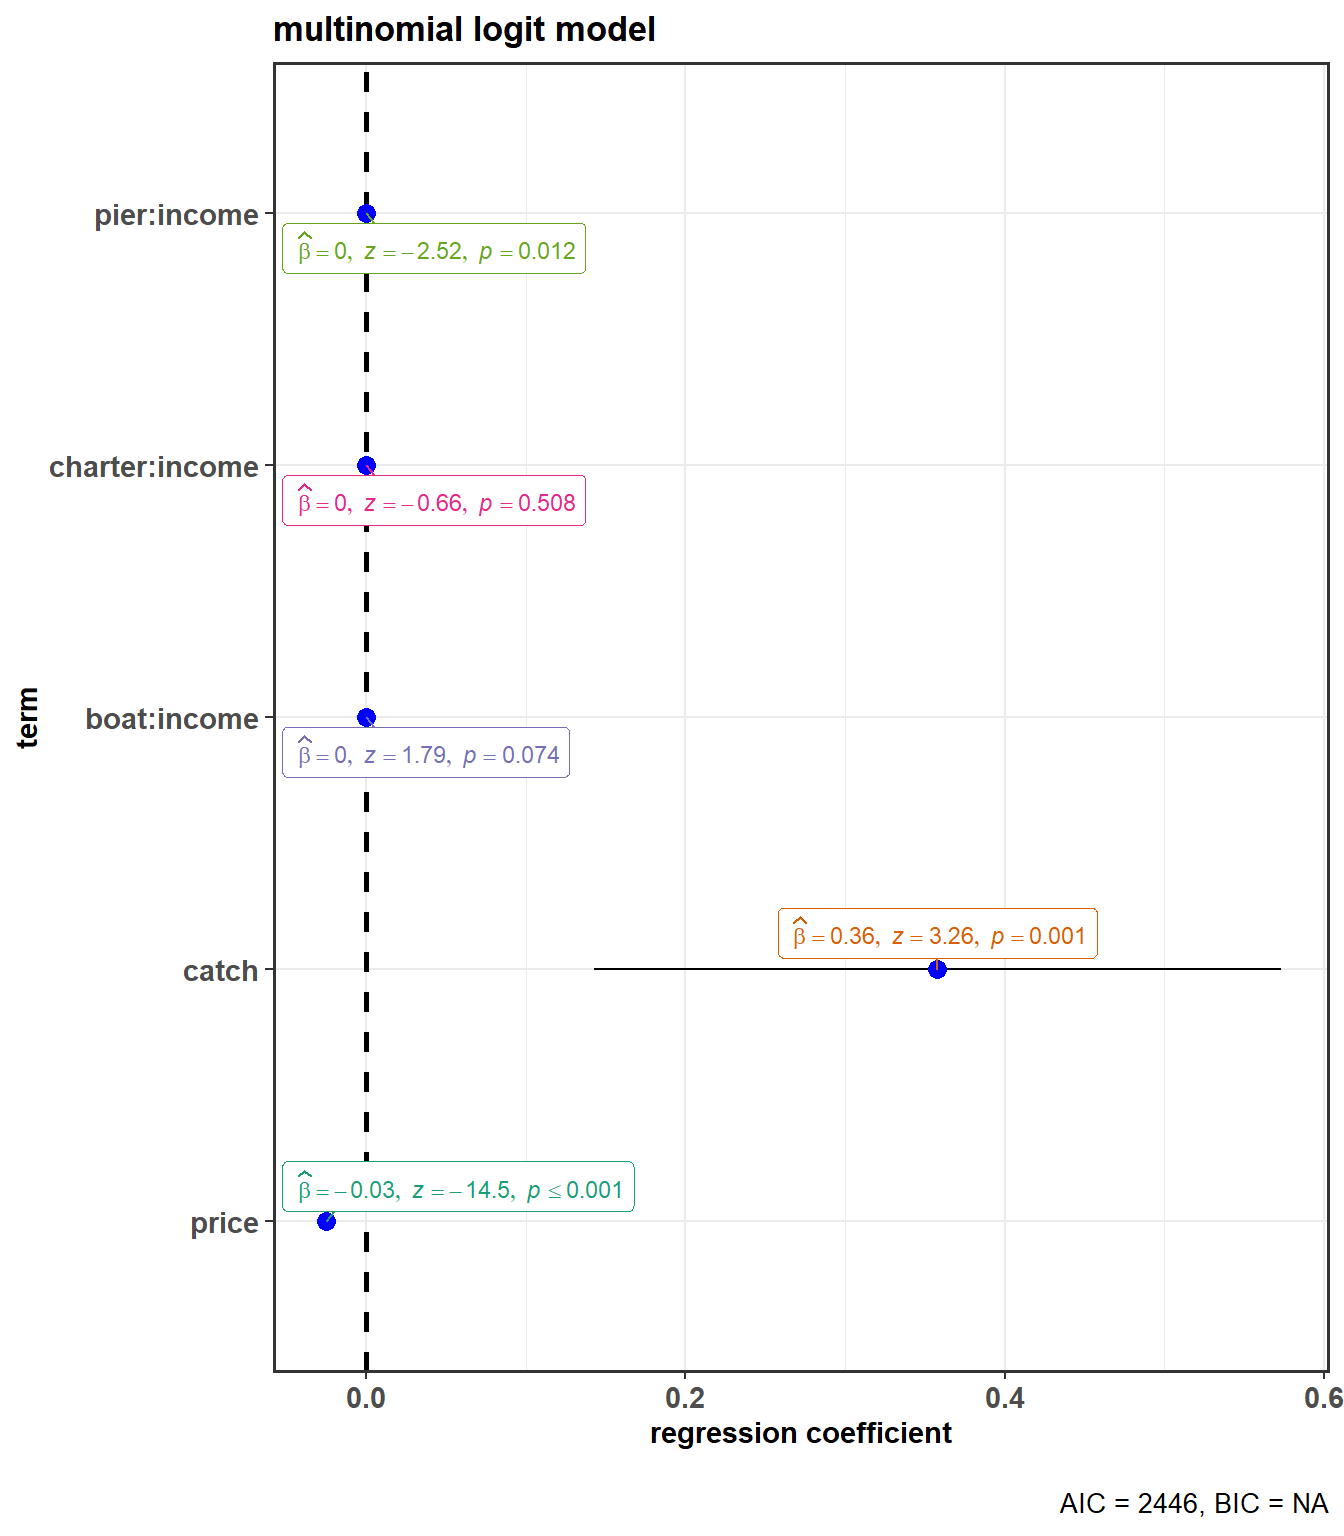 multinomial logit model
pier:income
β̂ = 0, z = −2.52, p = 0.012
charter:income
β̂ = 0, z = −0.66, p = 0.508
term
boat:income
β̂ = 0, z = 1.79, p = 0.074
β̂ = 0.36, z = 3.26, p = 0.001
catch
β̂ = −0.03, z = −14.5, p ≤ 0.001
price
0.0 0.2 0.4 0.6
regression coefficient
AIC = 2446, BIC = NA